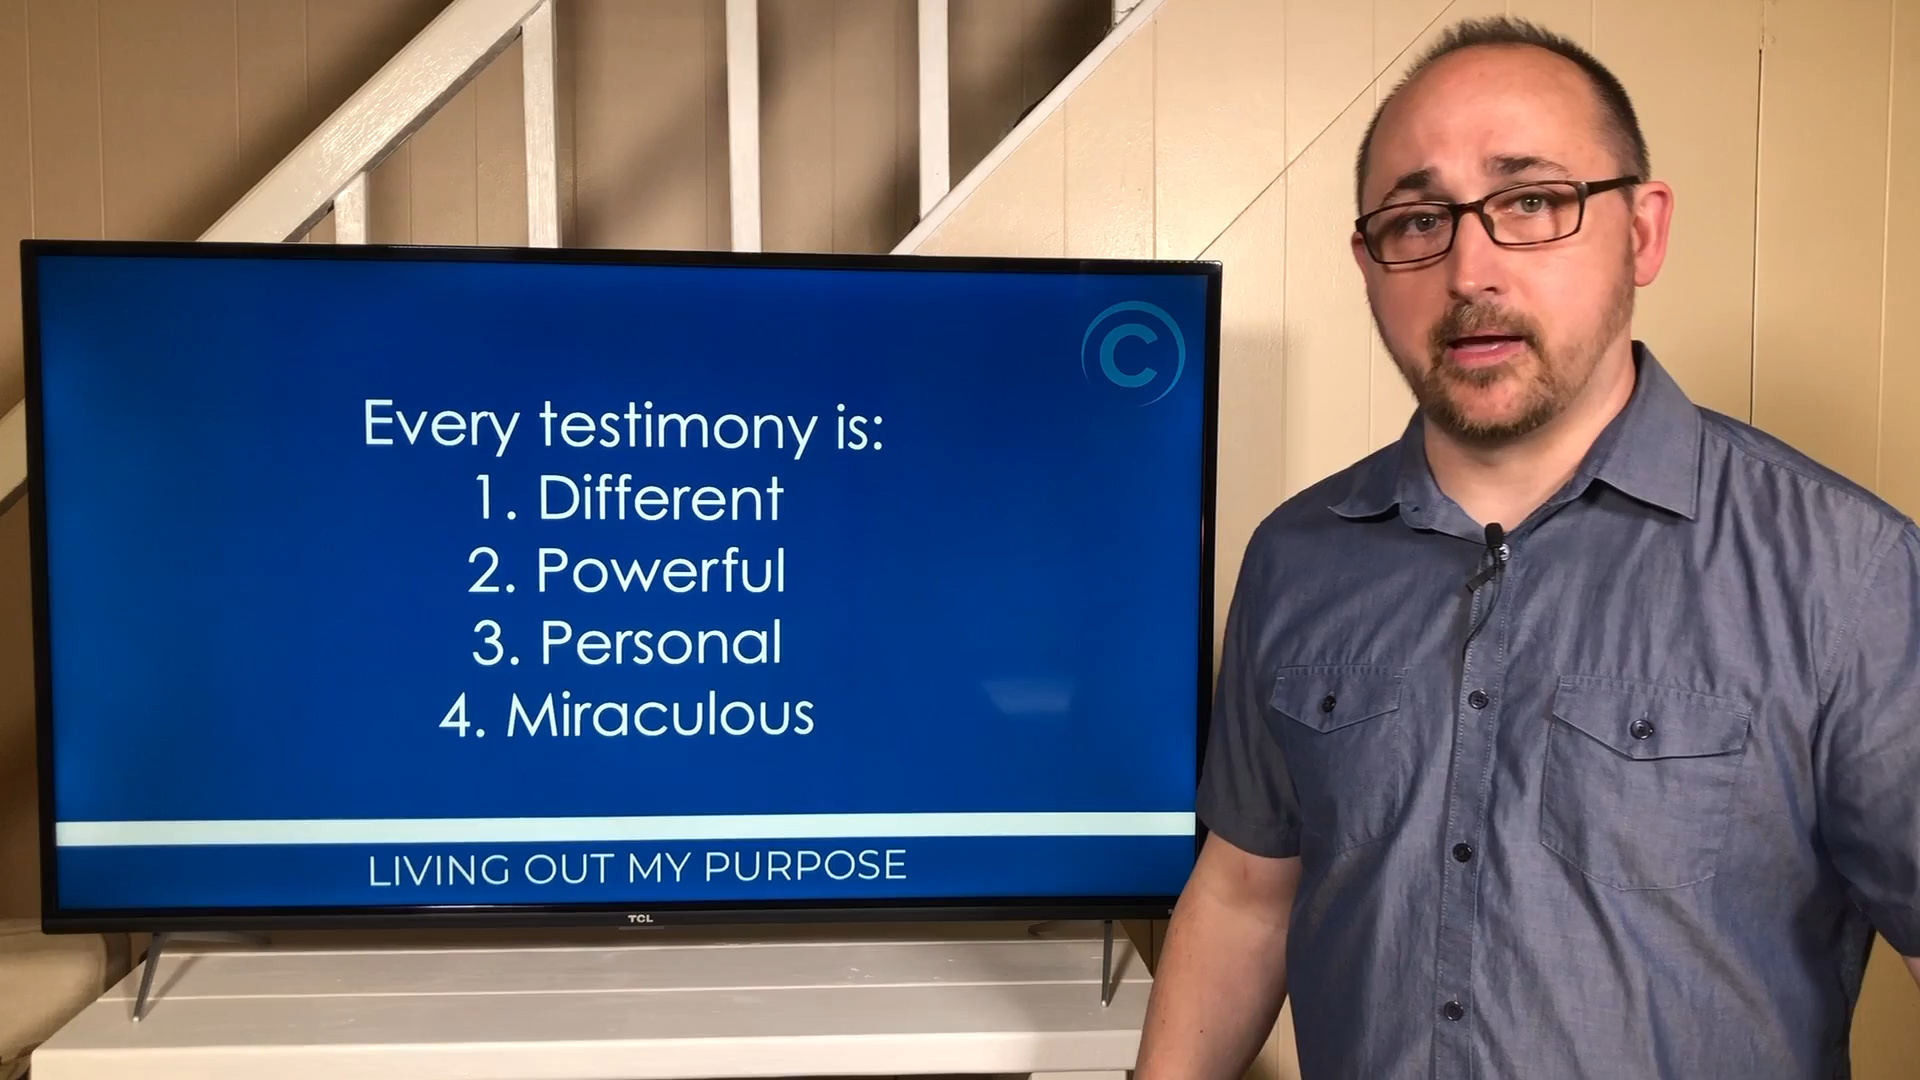 C
Every testimony is:
1. Different
2. Powerful
3. Personal
4. Miraculous
LIVING OUT MY PURPOSE
TCL